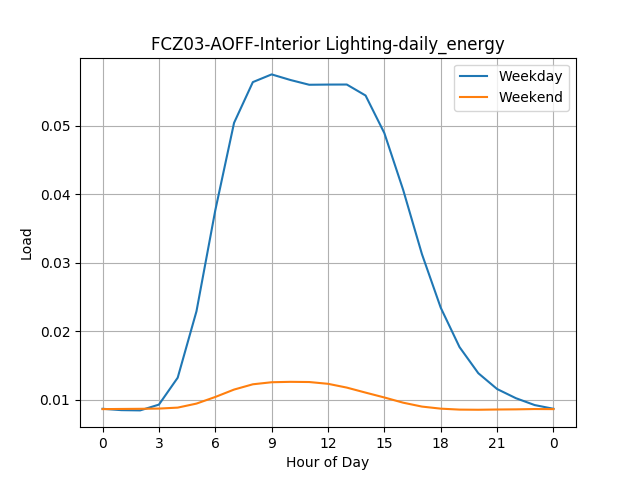 FCZ03-AOFF-Interior Lighting-daily_energy
Weekday
Weekend
0.05
0.04
0.03
0.02
0.01
Load
0 3 6 9 12 15 18 21 0
Hour of Day